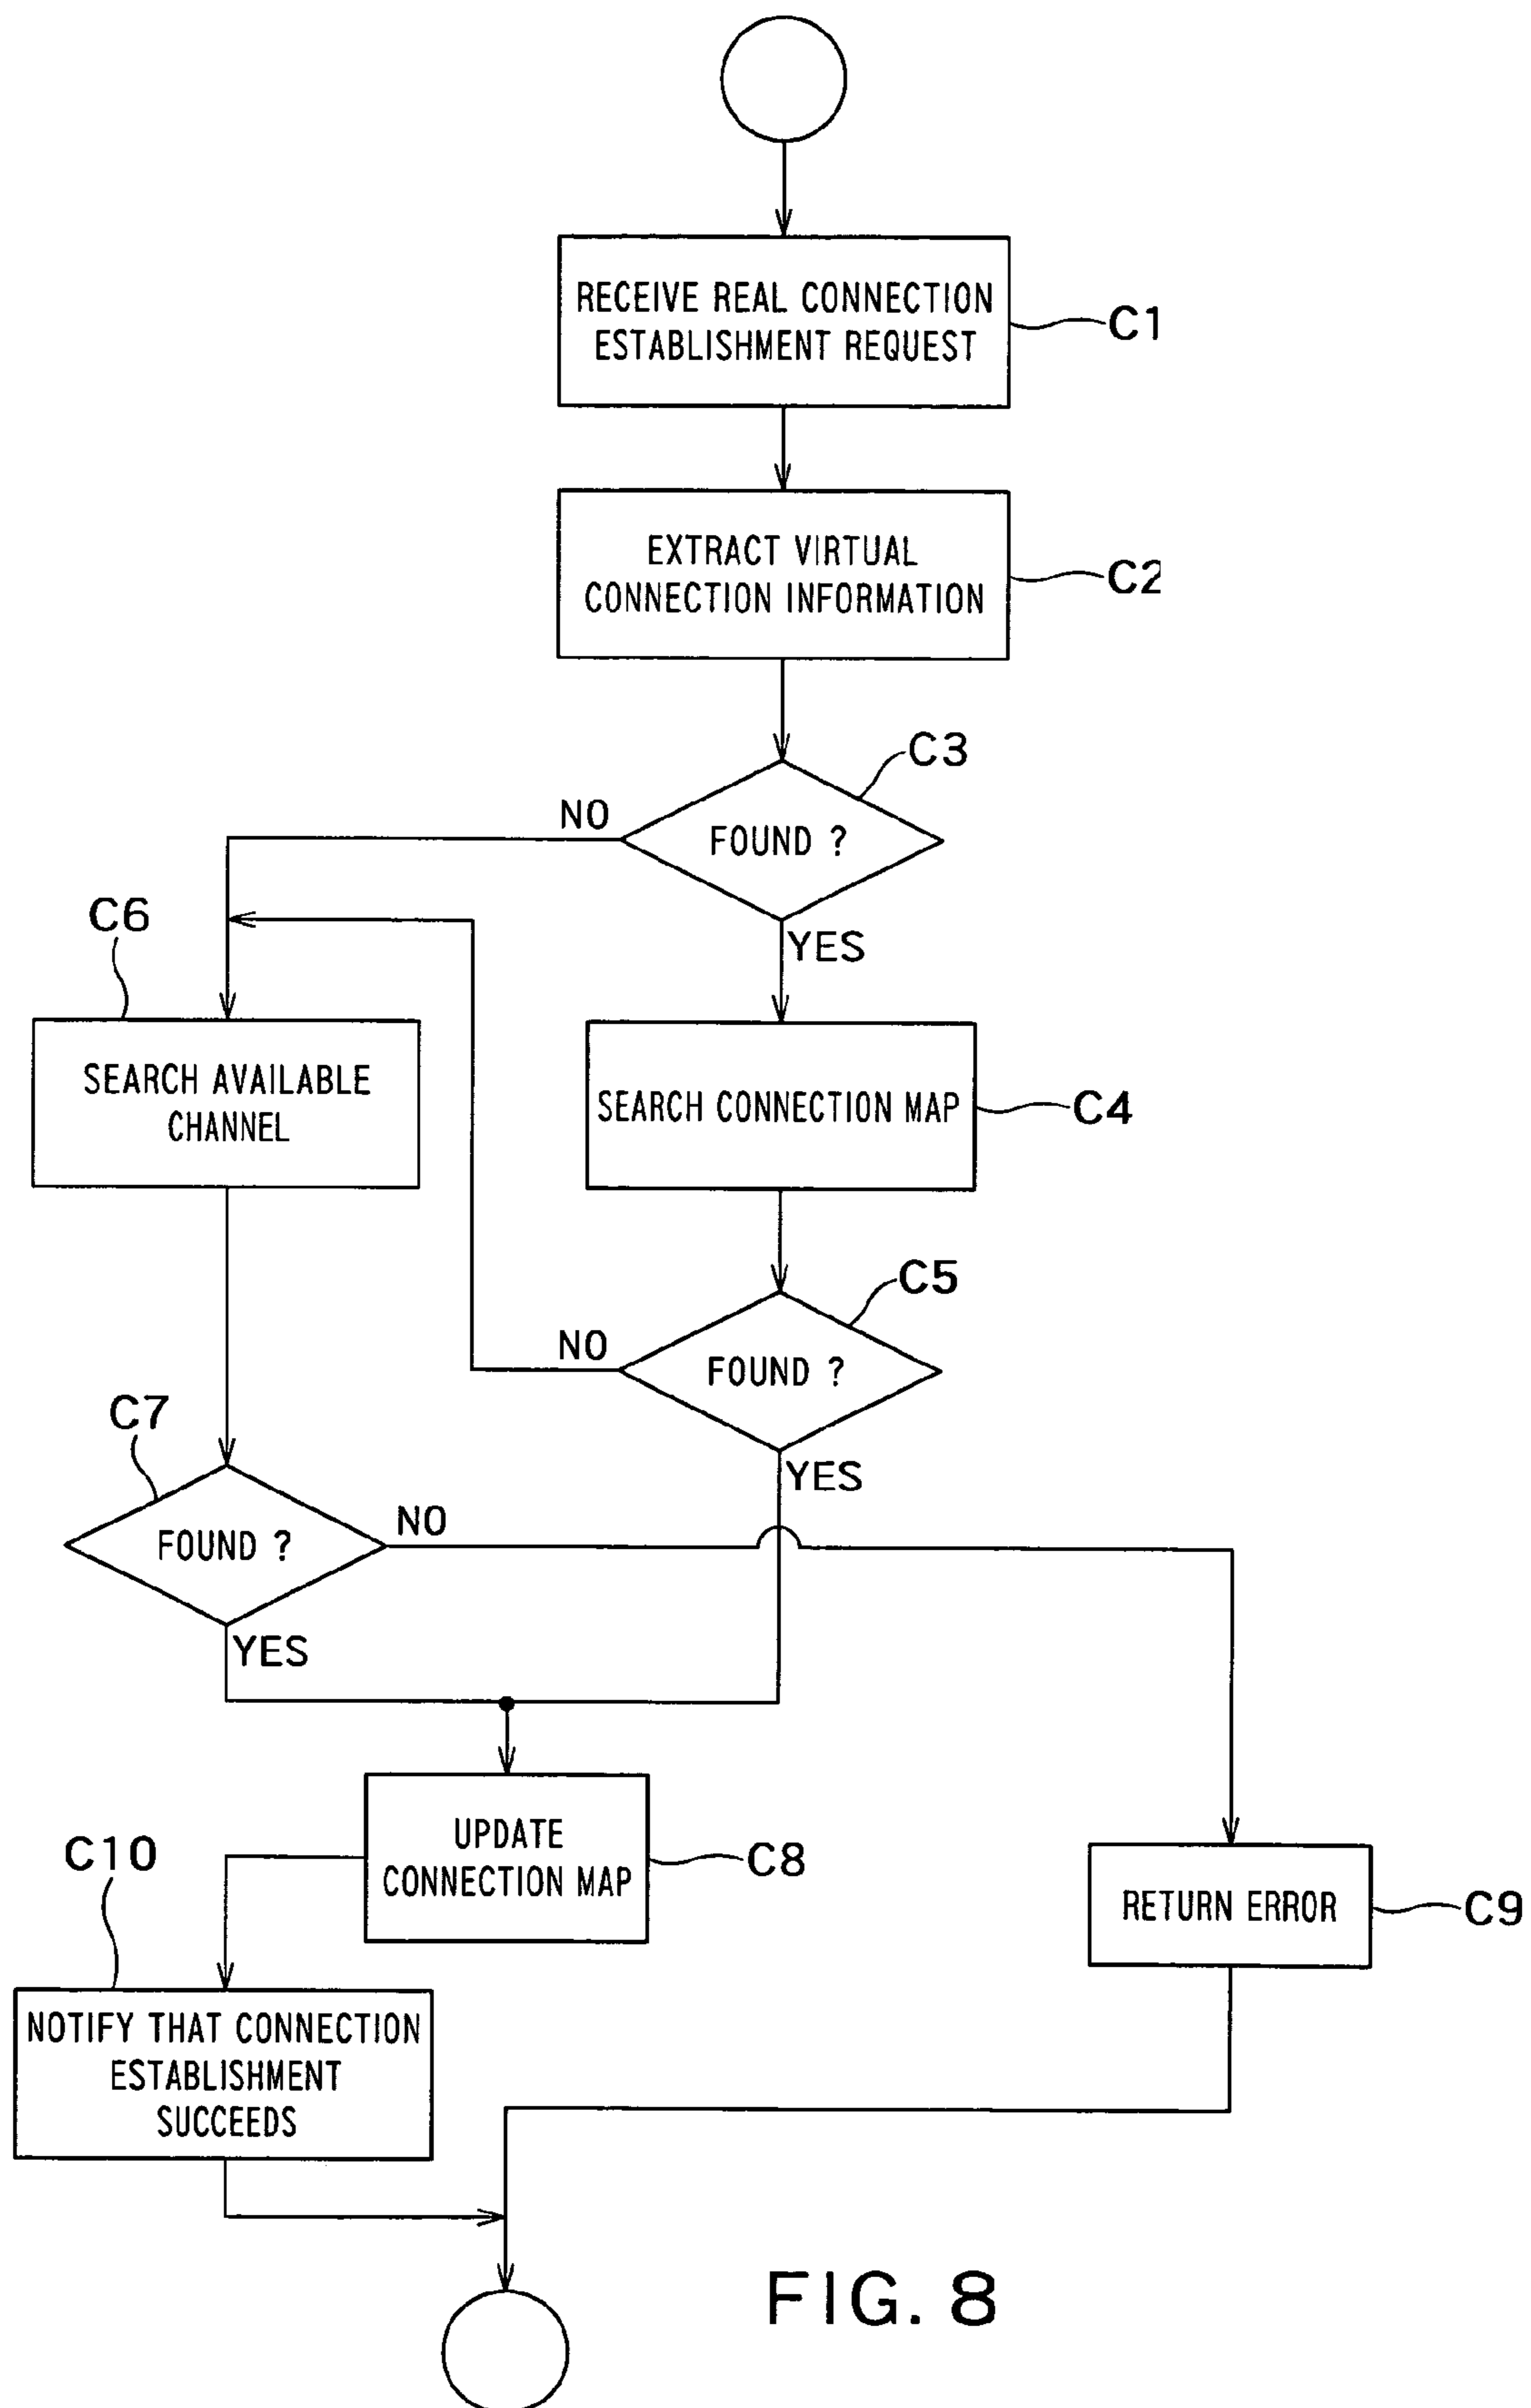 RECEIVE REAL CONNECTION
ESTABLISHMENT REQUEST
C1
EXTRACT VIRTUAL
CONNECTION INFORMATION
C2
C3
NO
FOUND ?
YES
C6
SEARCH AVAILABLE
CHANNEL
SEARCH CONNECTION MAP
C4
C5
NO
FOUND ?
YES
C7
NO
FOUND ?
YES
UPDATE
CONNECTION MAP
C8
C10
RETURN ERROR
C9
NOTIFY THAT CONNECTION
ESTABLISHMENT
SUCCEEDS
FIG. 8